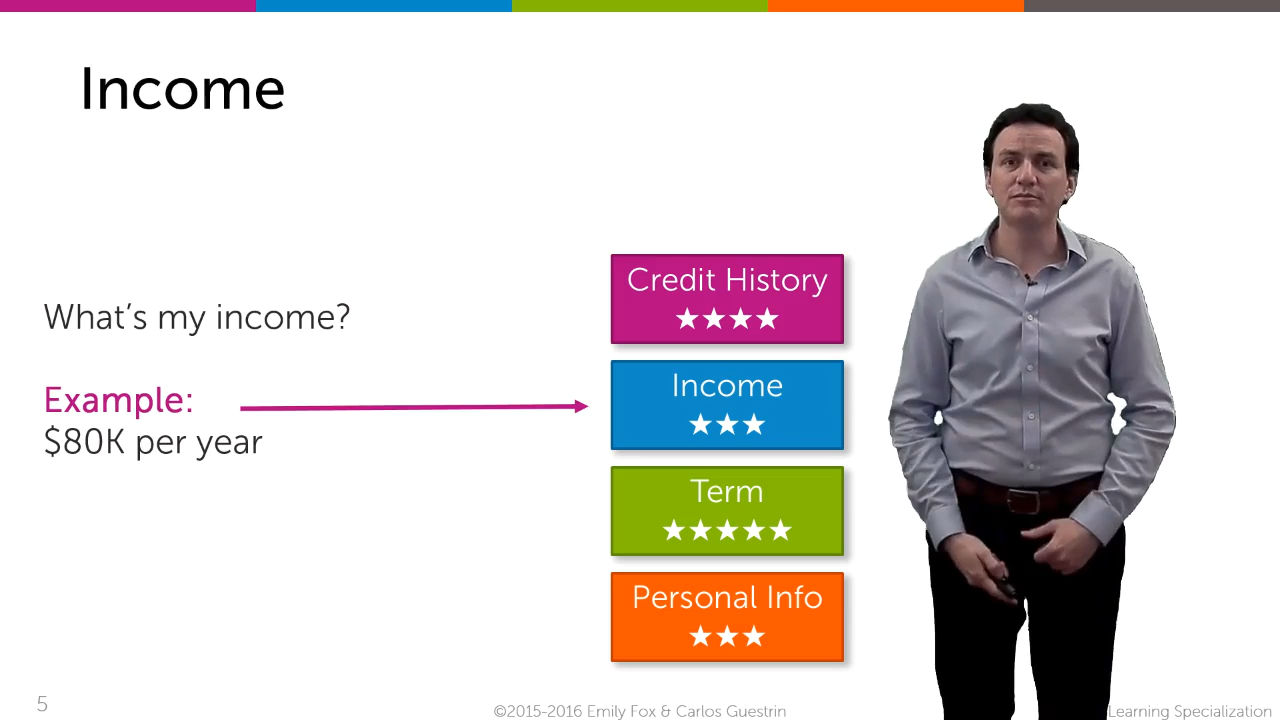 Income
What's my income?
Example:
$80K per year
Credit History
★★★★
Income
★★★
Term
★★★★★
Personal Info
★★★
5
©2015-2016 Emily Fox & Carlos Guestrin
Learning Specialization